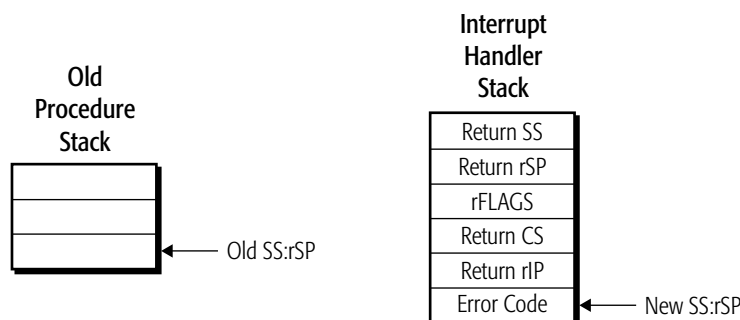 Old
Procedure
Stack
Old SS:rSP
Interrupt
Handler
Stack
Return SS
Return rSP
rFLAGS
Return CS
Return rIP
Error Code
New SS:rSP